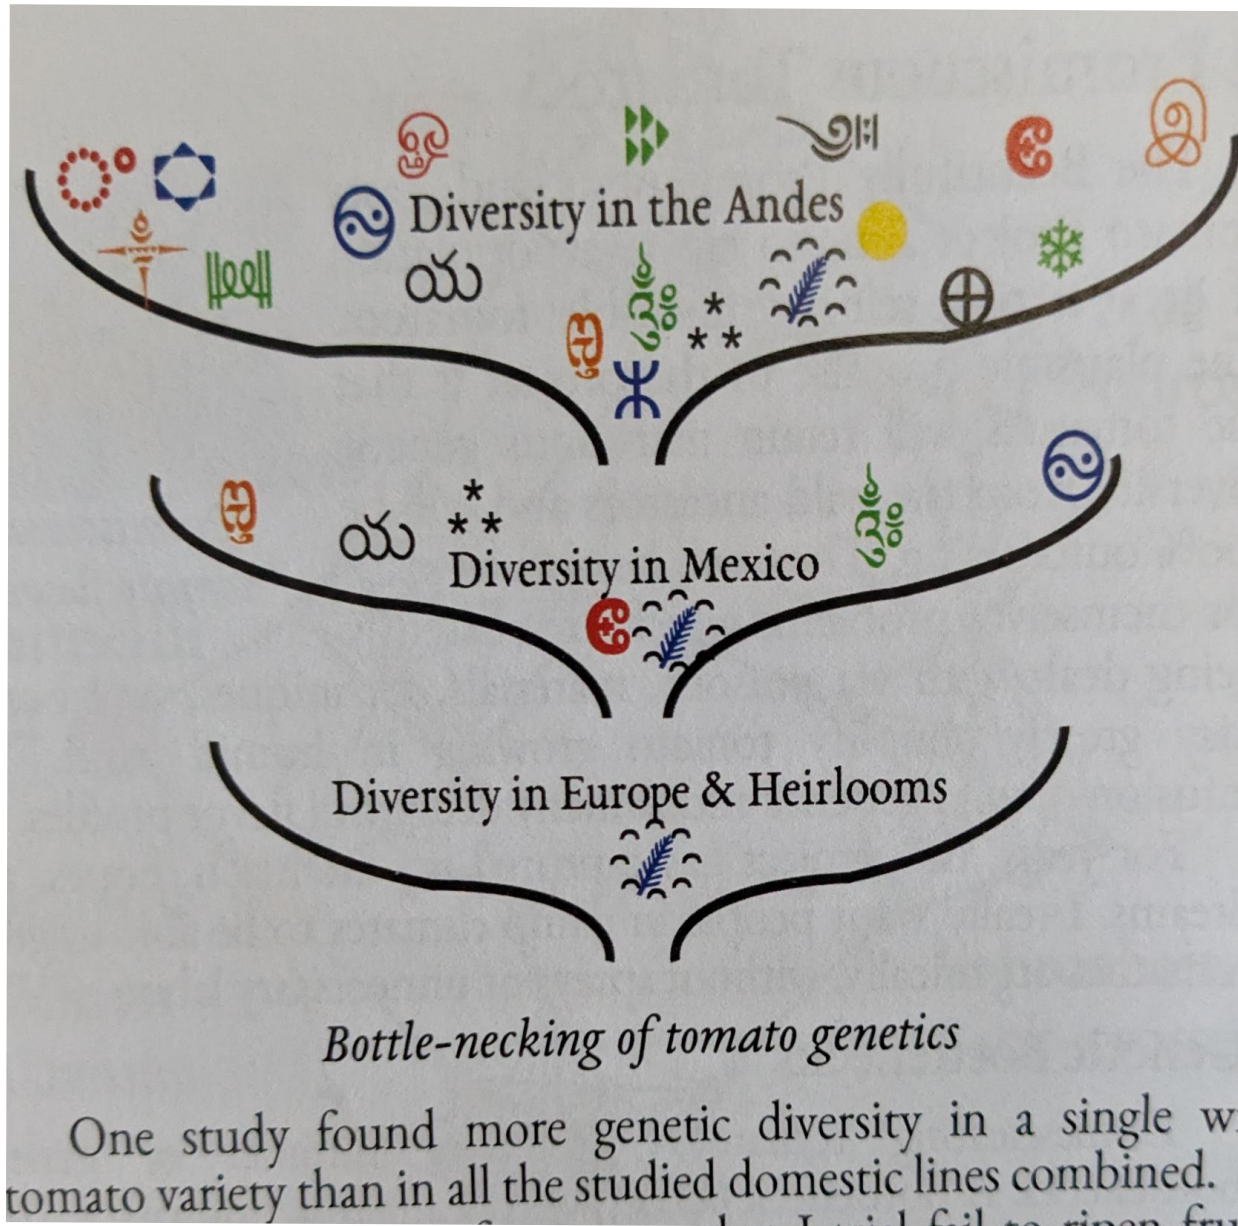 Diversity in the Andes
Diversity in Mexico
Diversity in Europe & Heirlooms
Bottle-necking of tomato genetics
One study found more genetic diversity in a single
tomato variety than in all the studied domestic lines combined.